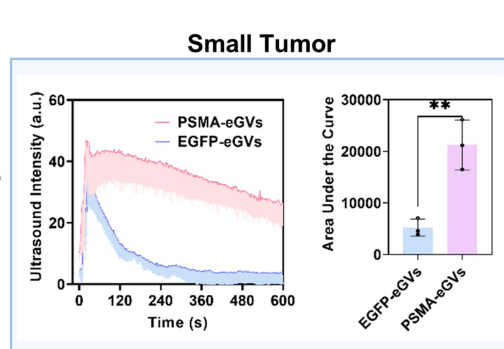 Small Tumor
Ultrasound Intensity (a.u.)
60
40
20
0
PSMA-eGVs
EGFP-eGVs
0 120 240 360 480 600
Time (s)
Area Under the Curve
30000
20000
10000
0
**
EGFP-eGVs
PSMA-eGVs